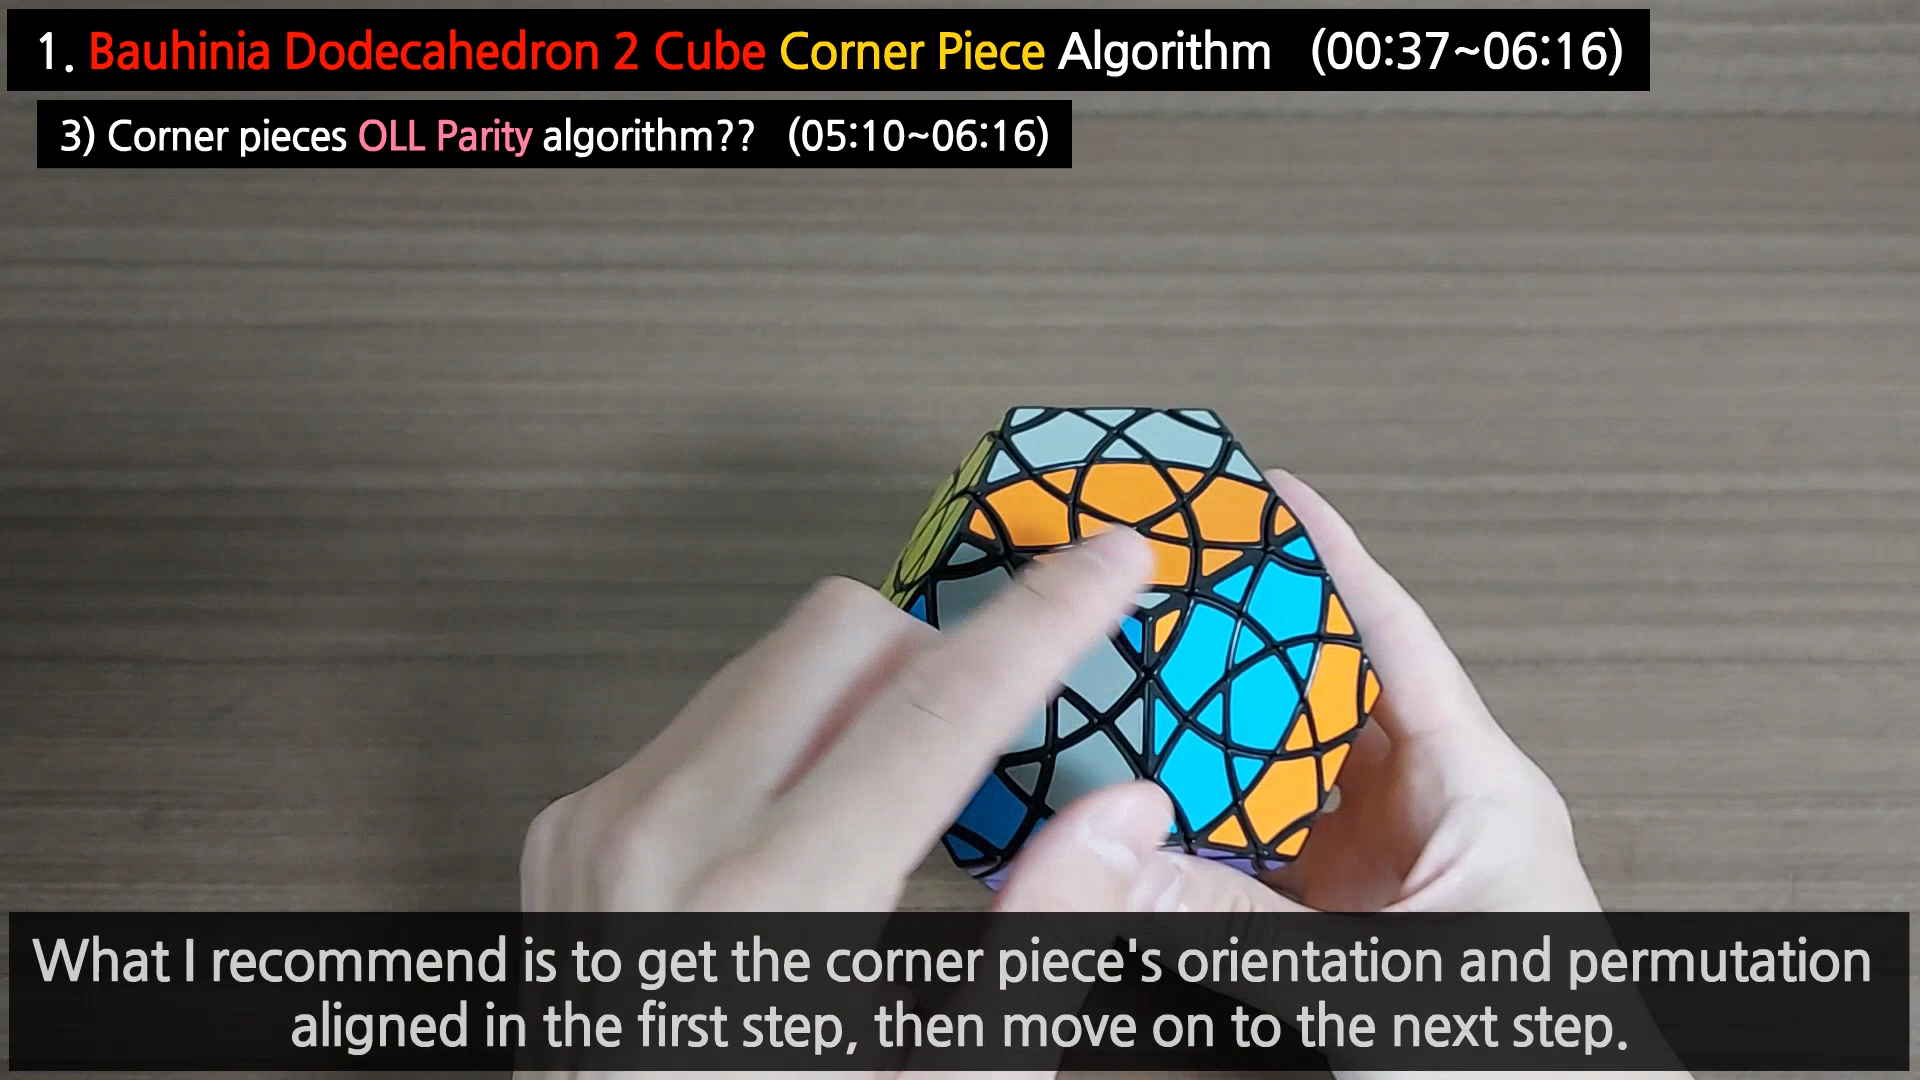 1. Bauhinia Dodecahedron 2 Cube Corner Piece Algorithm (00:37~06:16)
3) Corner pieces OLL Parity algorithm?? (05:10~06:16)
What I recommend is to get the corner piece's orientation and permutation
aligned in the first step, then move on to the next step.